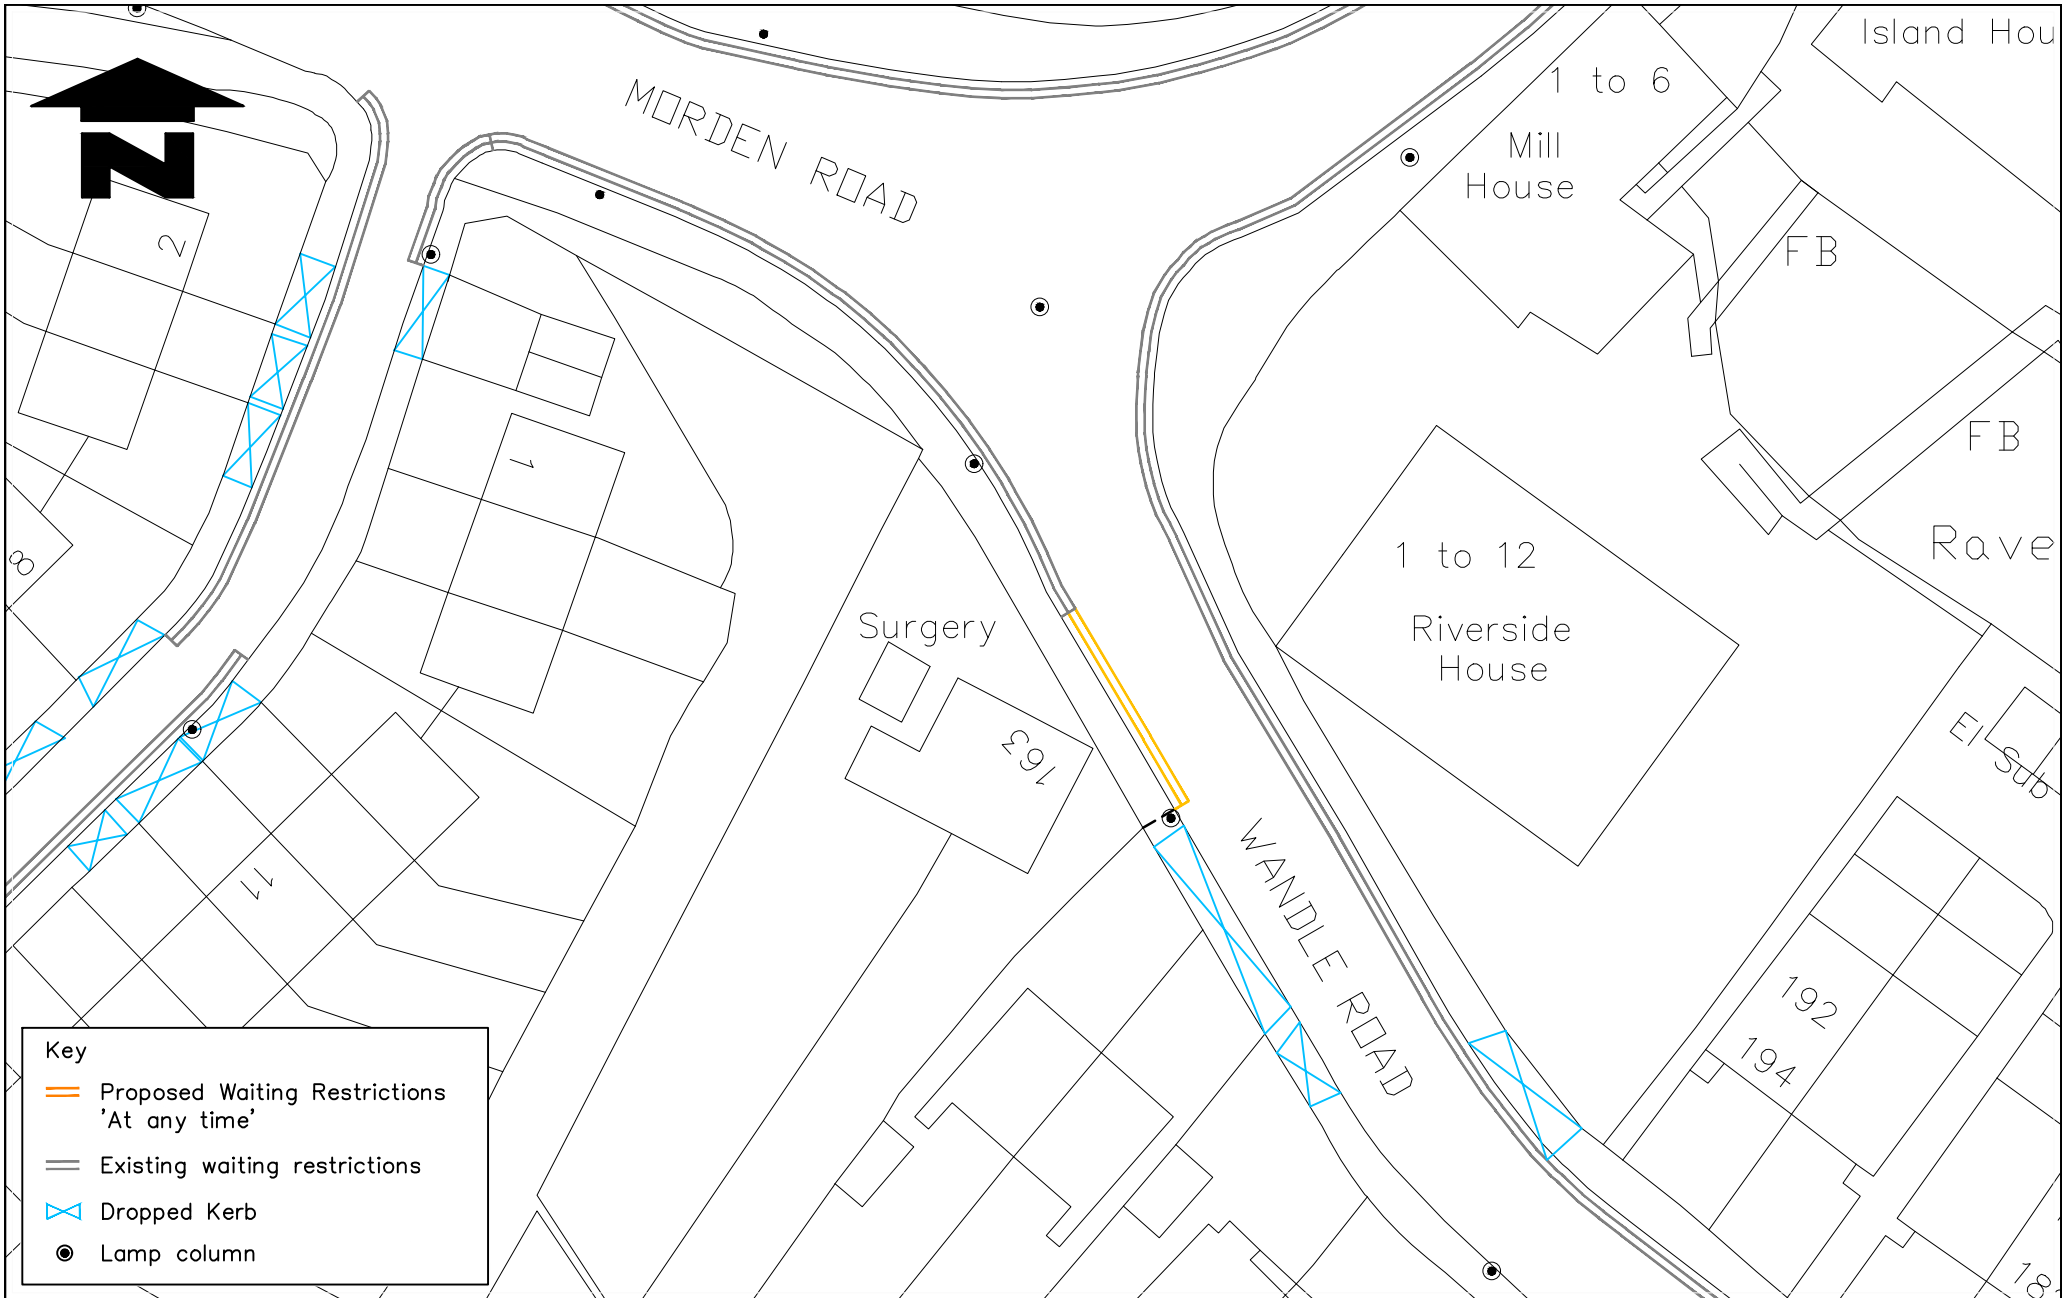 Island Hou
1 to 6
Mill
House
MORDEN ROAD
N
2
FB
FB
1
Rave
1 to 12
8
Surgery
Riverside
House
163
El Sub
WANDLE ROAD
11
192
194
18
Key
Proposed Waiting Restrictions
'At any time'
Existing waiting restrictions
Dropped Kerb
Lamp column